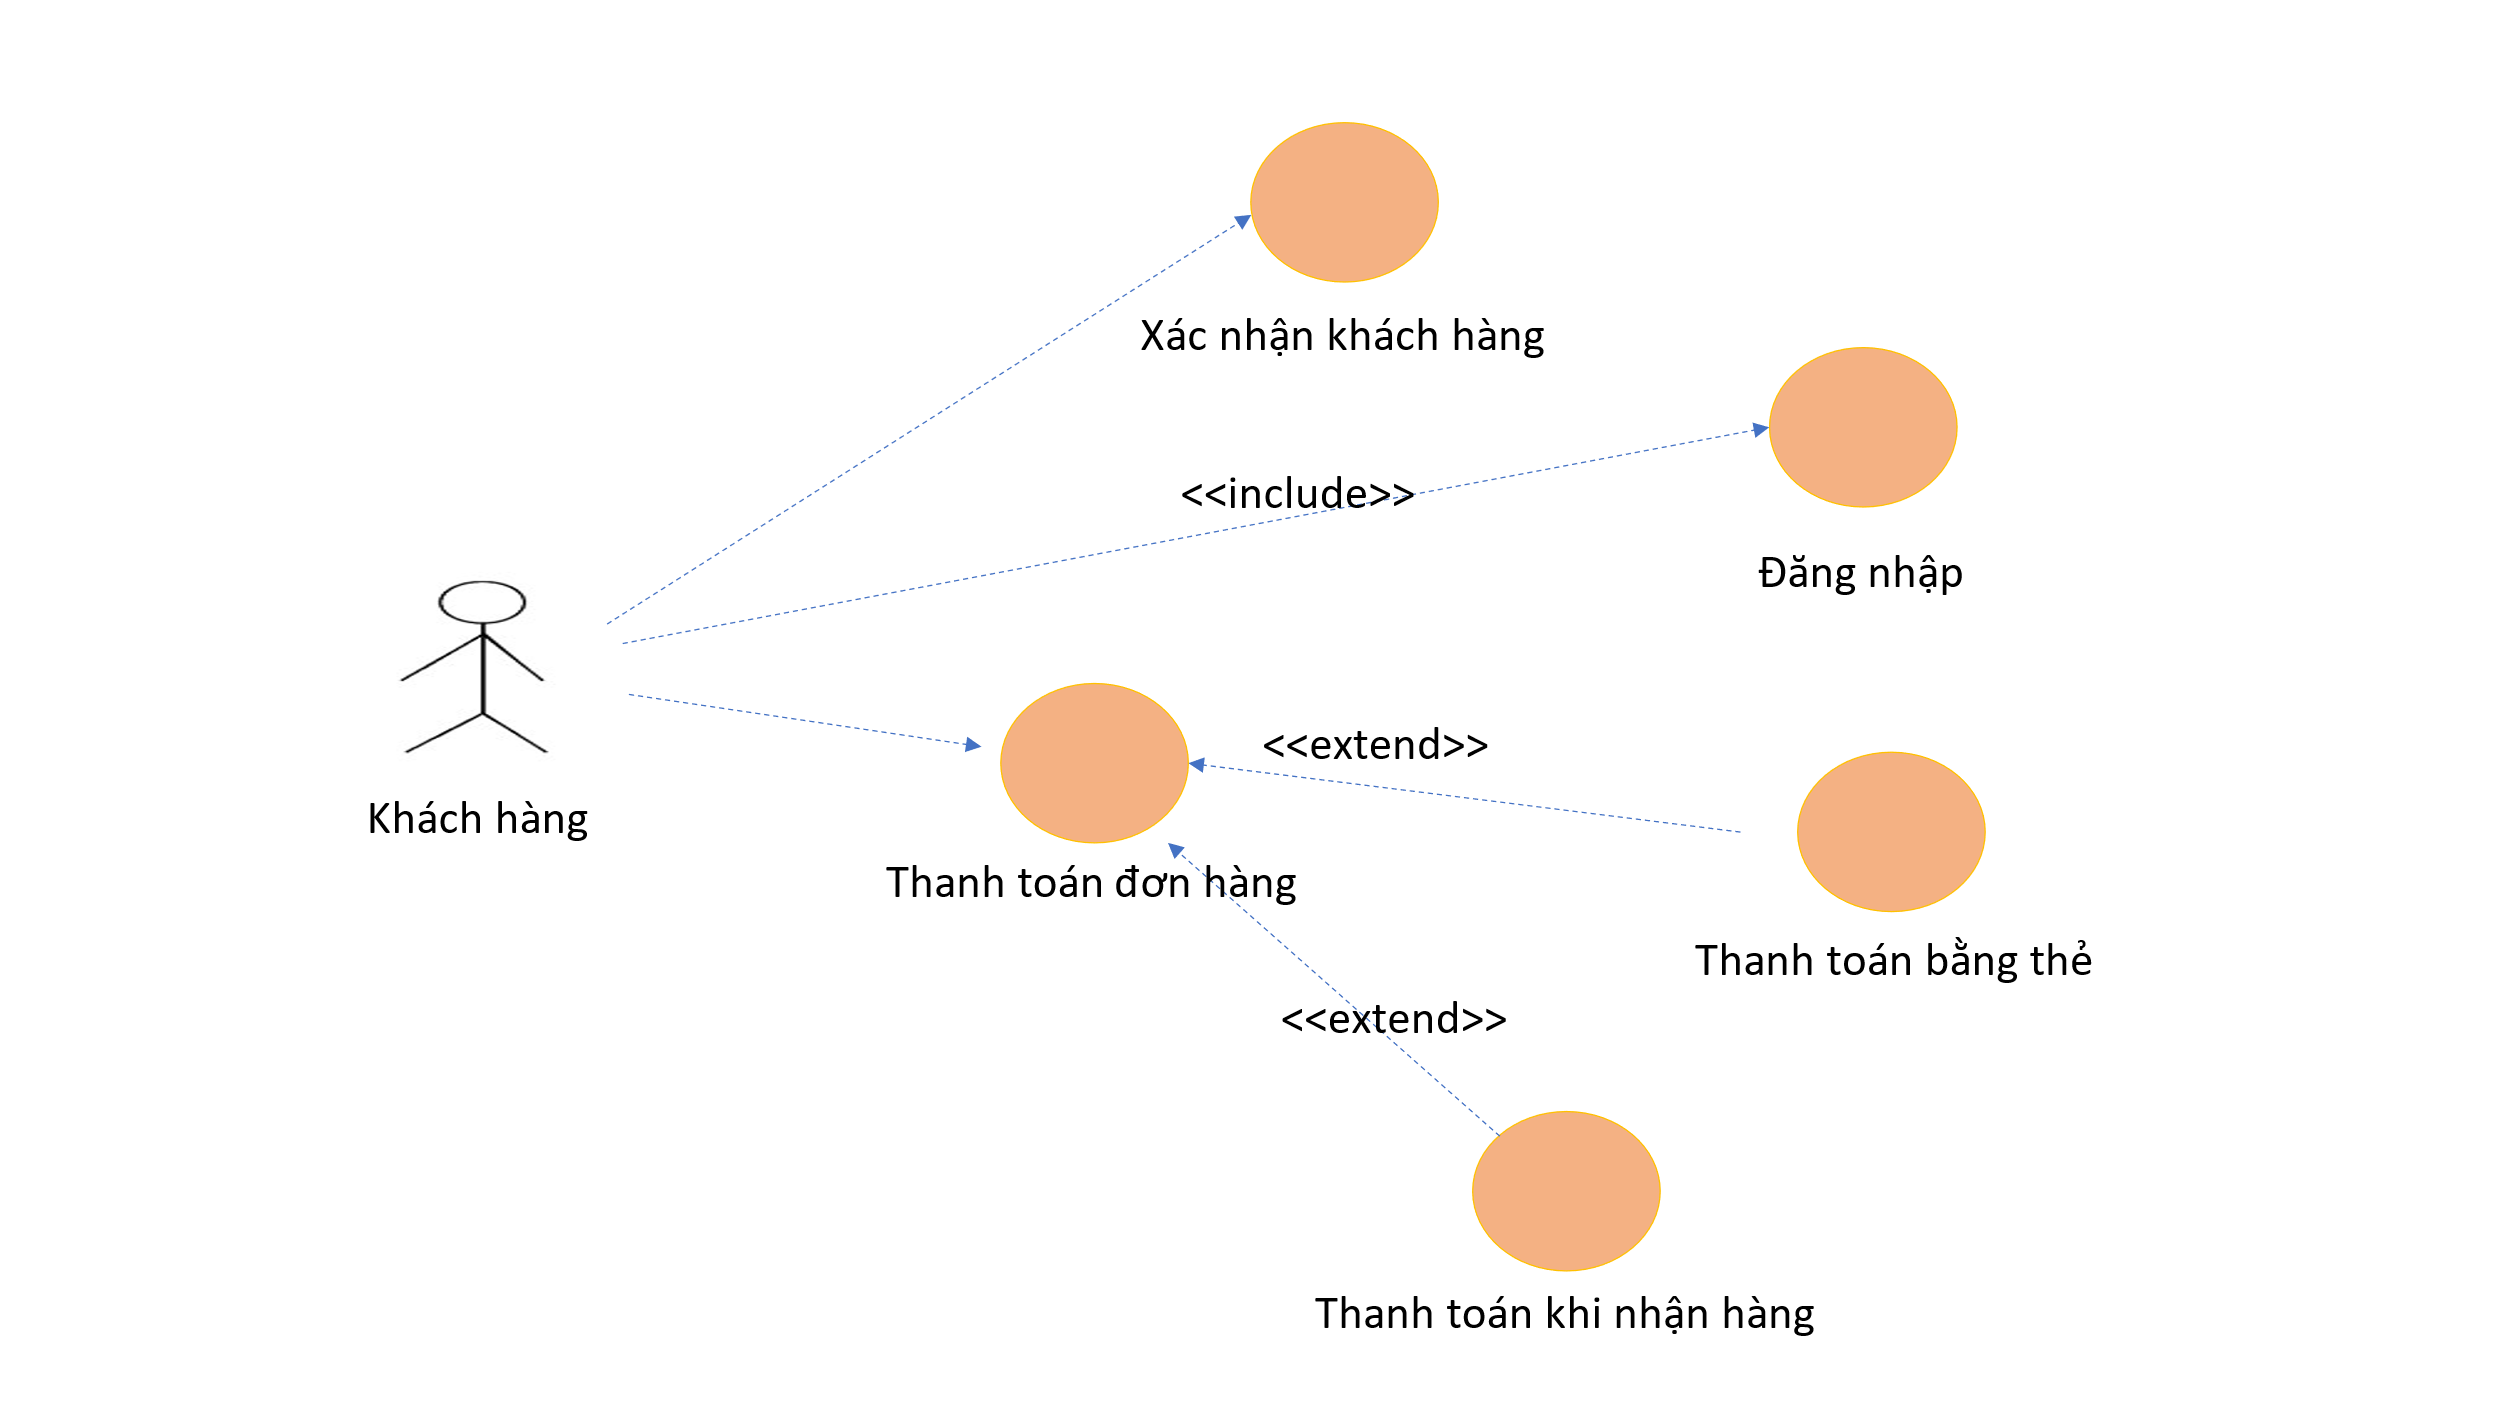 Xác nhận khách hàng
<<include>>
Đăng nhập
Khách hàng
<<extend>>
Thanh toán đơn hàng
Thanh toán bằng thẻ
<<extend>>
Thanh toán khi nhận hàng